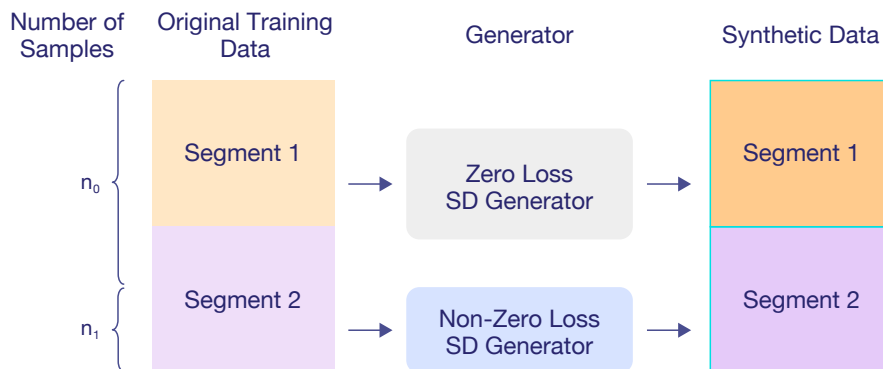 Number of
Samples
Original Training
Data
Generator
Synthetic Data
Segment 1
Zero Loss
SD Generator
Segment 1
n₀
Segment 2
Non-Zero Loss
SD Generator
Segment 2
n₁